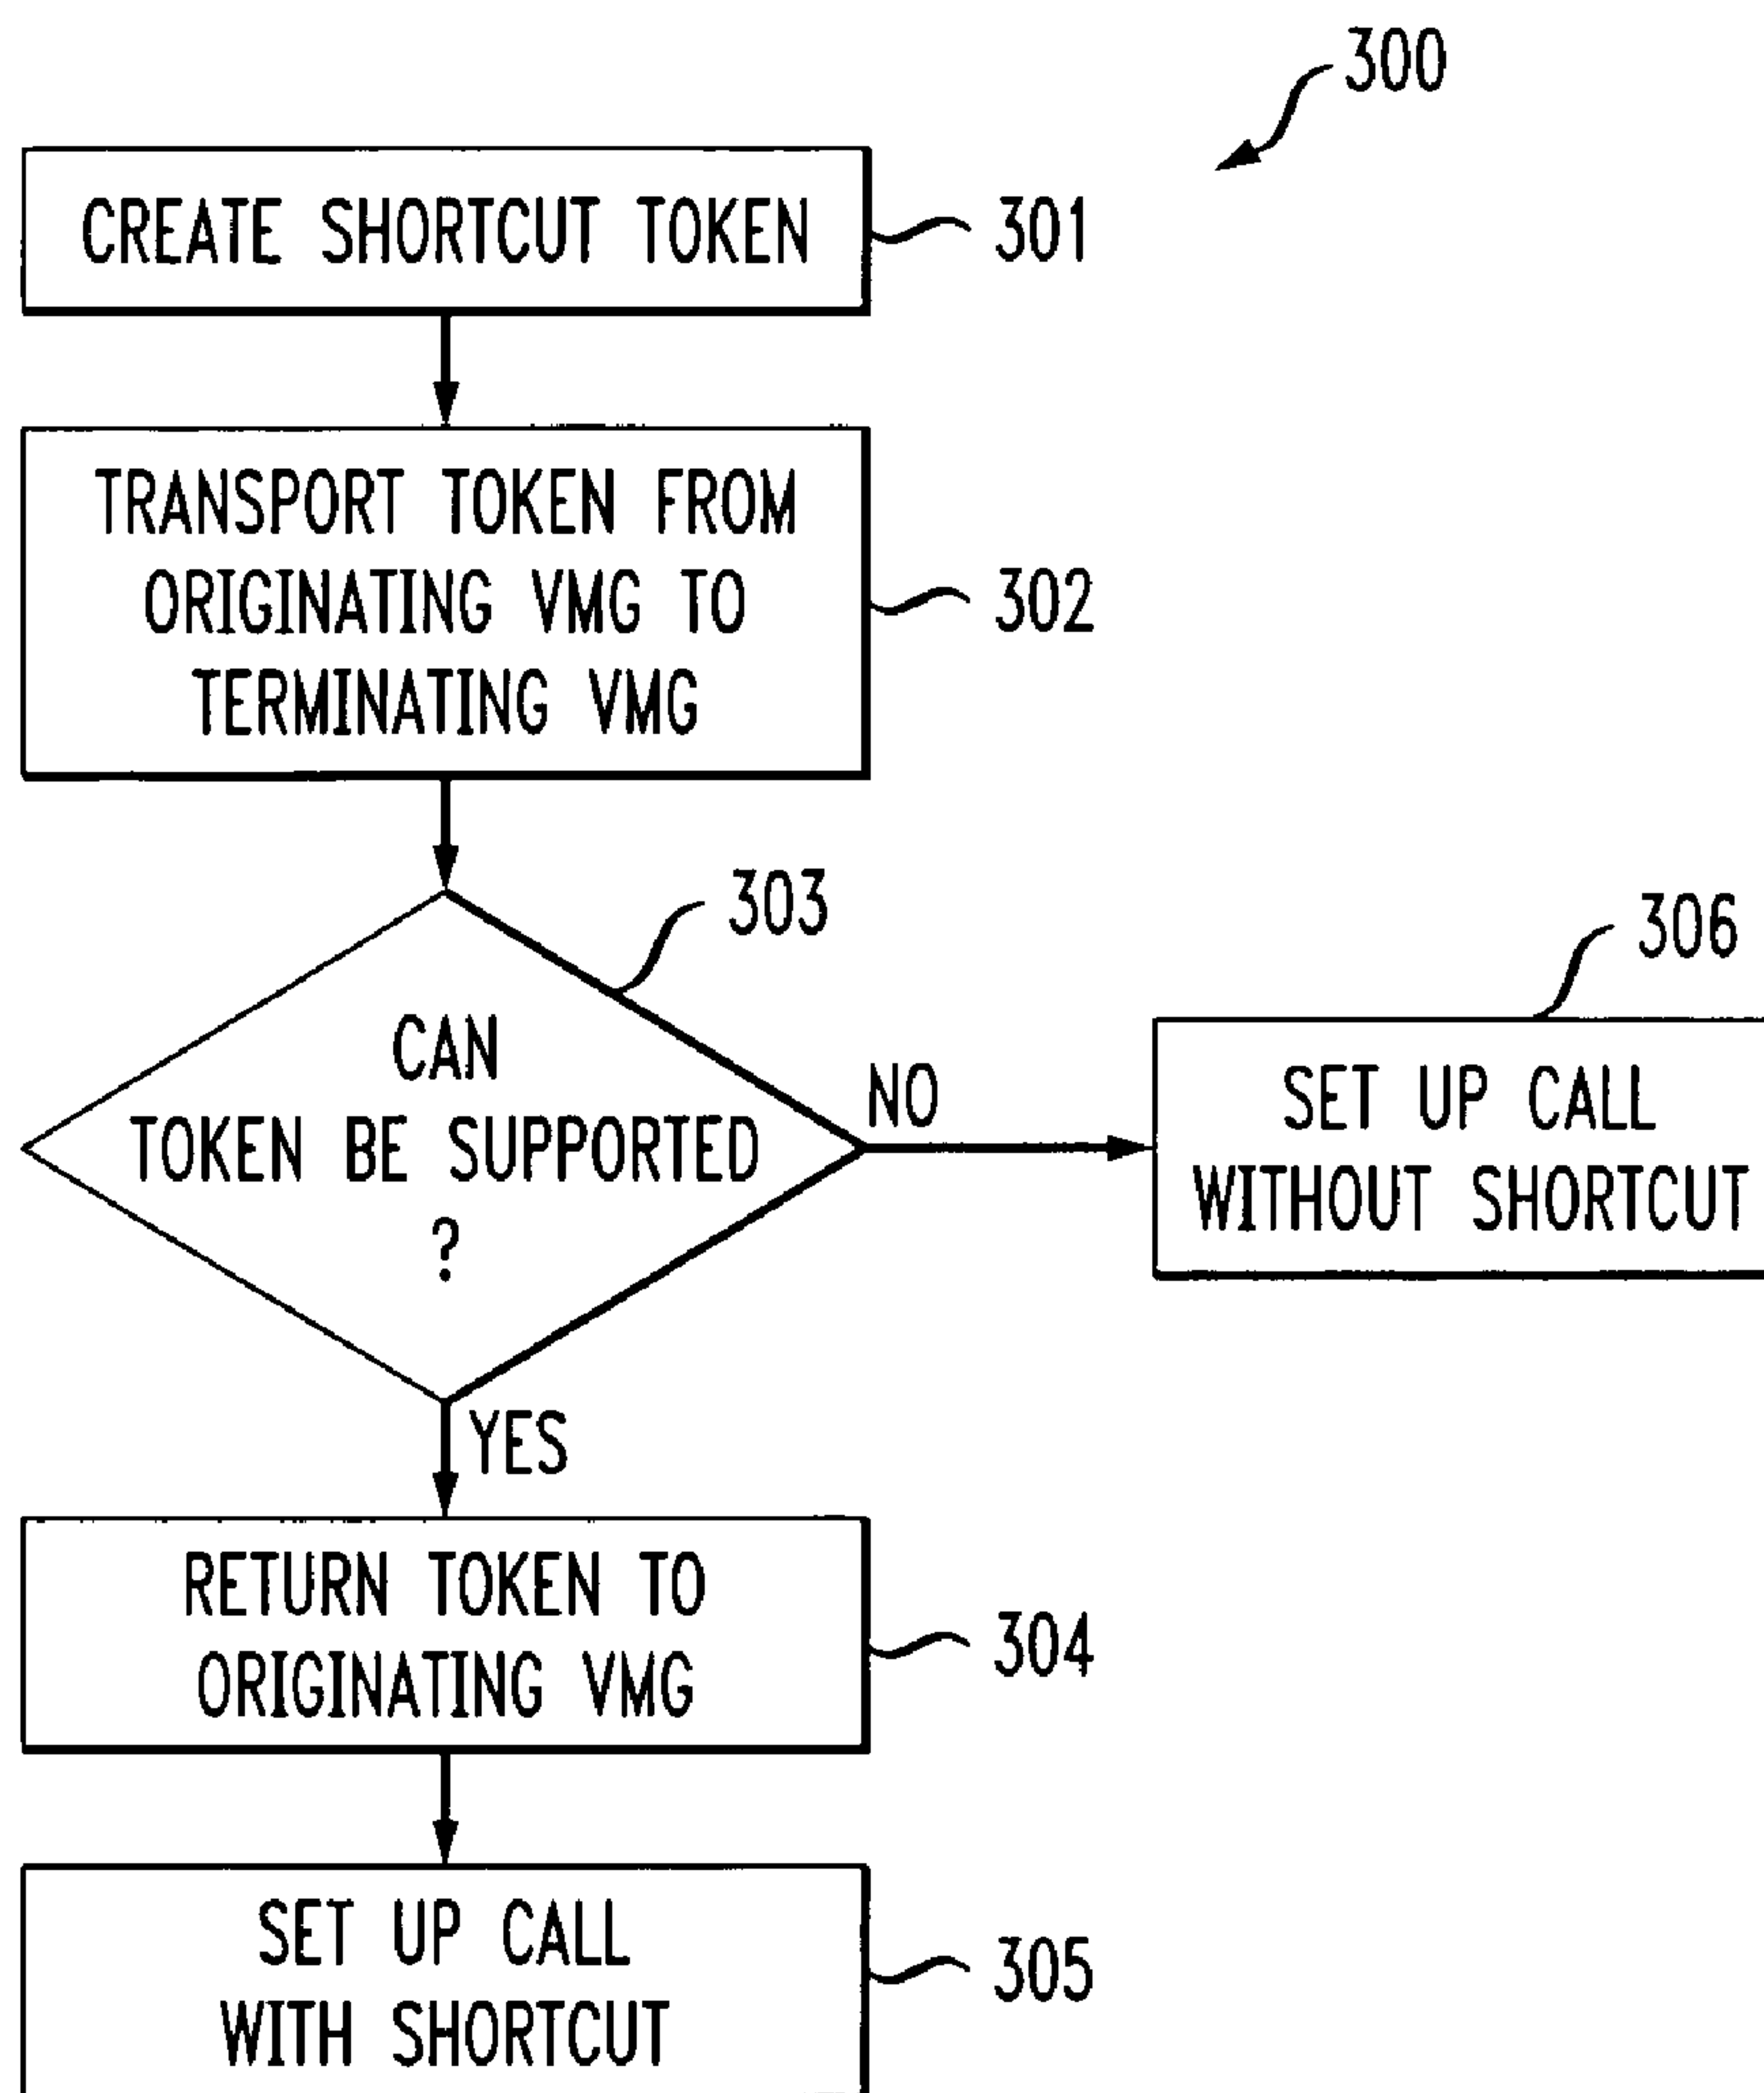 300
CREATE SHORTCUT TOKEN
301
TRANSPORT TOKEN FROM
ORIGINATING VMG TO
TERMINATING VMG
302
303
CAN
TOKEN BE SUPPORTED
?
NO
306
SET UP CALL
WITHOUT SHORTCUT
YES
RETURN TOKEN TO
ORIGINATING VMG
304
SET UP CALL
WITH SHORTCUT
305